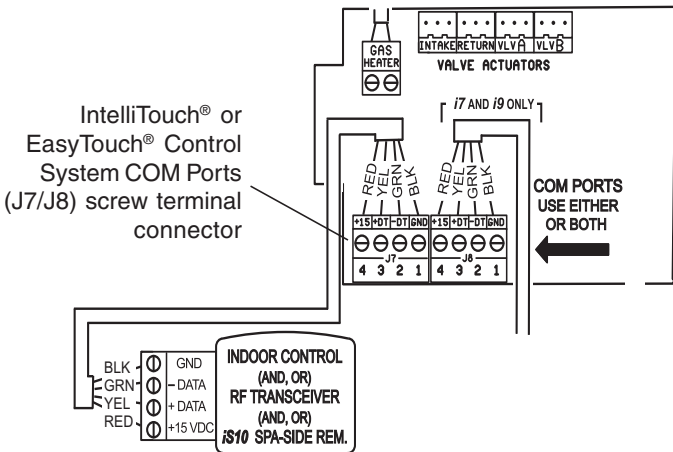 GAS
HEATER
INTAKE RETURN VLV A VLV B
VALVE ACTUATORS
i7 AND i9 ONLY
IntelliTouch® or
EasyTouch® Control
System COM Ports
(J7/J8) screw terminal
connector
RED YEL GRN BLK
RED YEL GRN BLK
+15 +DT -DT GND
J7
4 3 2 1
+15 +DT -DT GND
J8
4 3 2 1
COM PORTS
USE EITHER
OR BOTH
BLK GND
GRN – DATA
YEL + DATA
RED +15 VDC
INDOOR CONTROL
(AND, OR)
RF TRANSCEIVER
(AND, OR)
iS10 SPA-SIDE REM.